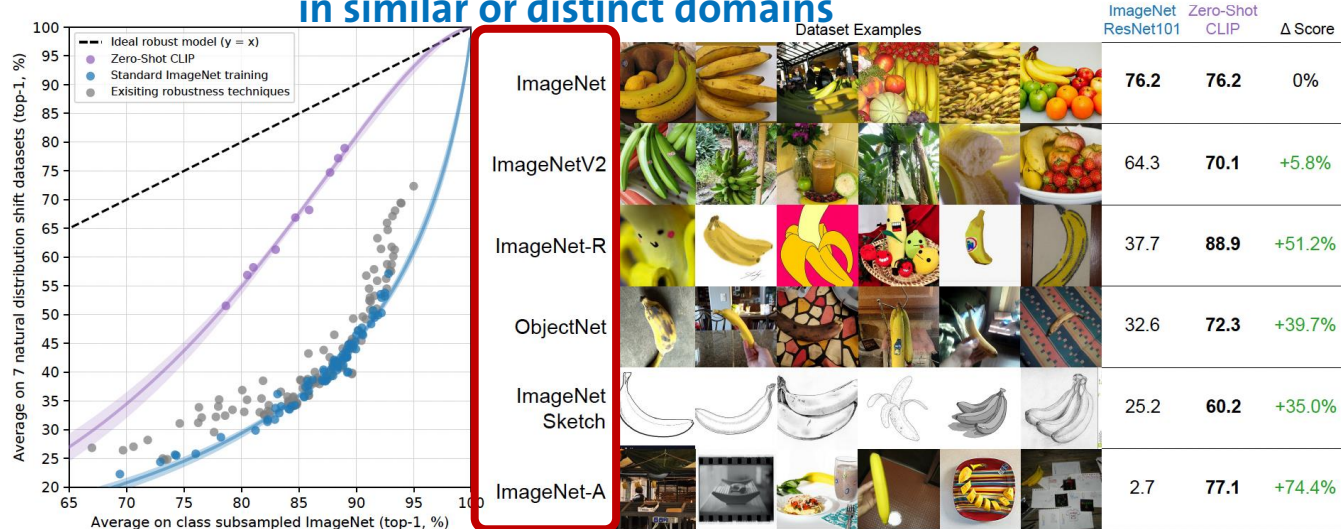 in similar or distinct domains
100
95
90
85
80
75
70
65
60
55
50
45
40
35
30
25
20
65
70
75
80
85
90
95
100
Average on 7 natural distribution shift datasets (top-1, %)
Average on class subsampled ImageNet (top-1, %)
Ideal robust model (y = x)
Zero-Shot CLIP
Standard ImageNet training
Exisiting robustness techniques
Dataset Examples
ImageNet
ResNet101
Zero-Shot
CLIP
Δ Score
ImageNet
76.2
76.2
0%
ImageNetV2
64.3
70.1
+5.8%
ImageNet-R
37.7
88.9
+51.2%
ObjectNet
32.6
72.3
+39.7%
ImageNet
Sketch
25.2
60.2
+35.0%
ImageNet-A
2.7
77.1
+74.4%